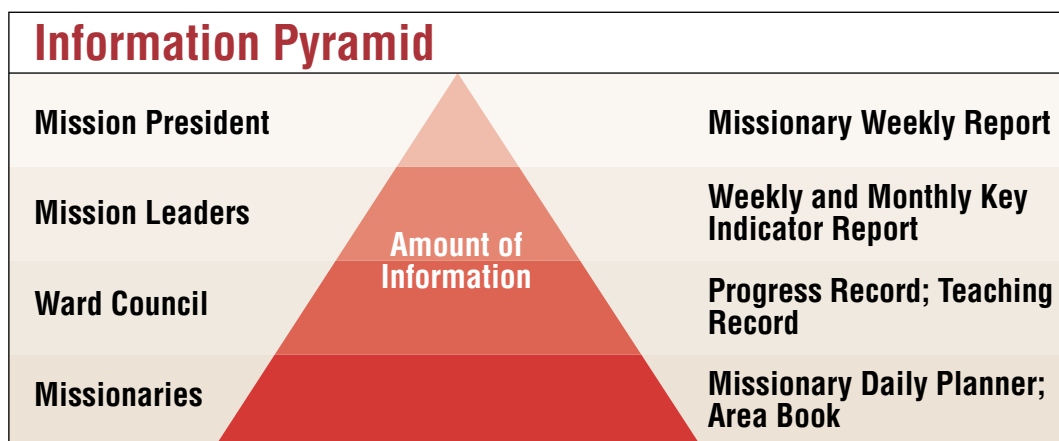 Information Pyramid
Mission President
Missionary Weekly Report
Mission Leaders
Weekly and Monthly Key
Indicator Report
Amount of
Information
Ward Council
Progress Record; Teaching
Record
Missionaries
Missionary Daily Planner;
Area Book